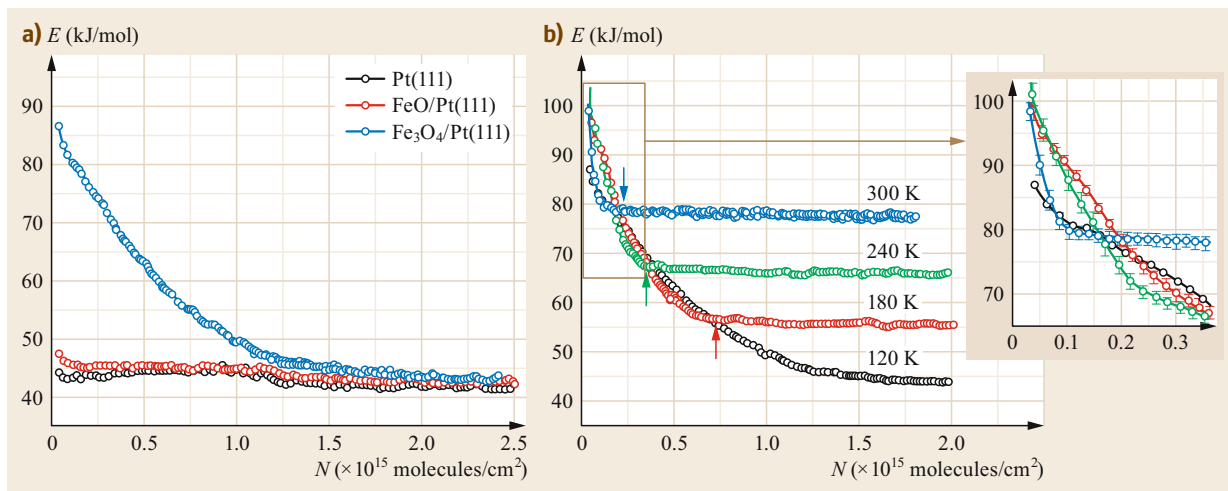 a) E (kJ/mol)
90
80
70
60
50
40
0 0.5 1.0 1.5 2.0 2.5
N (×10¹⁵ molecules/cm²)
Pt(111)
FeO/Pt(111)
Fe₃O₄/Pt(111)
b) E (kJ/mol)
100
90
80
70
60
50
40
0 0.5 1.0 1.5 2.0
N (×10¹⁵ molecules/cm²)
300 K
240 K
180 K
120 K
100
90
80
70
0 0.1 0.2 0.3